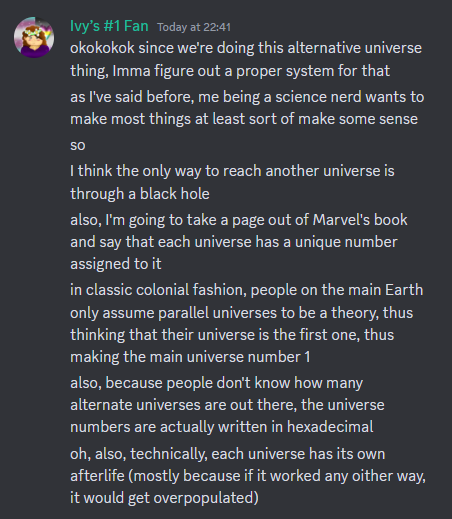 Ivy's #1 Fan Today at 22:41
okokokok since we're doing this alternative universe
thing, Imma figure out a proper system for that
as I've said before, me being a science nerd wants to
make most things at least sort of make some sense
so
I think the only way to reach another universe is
through a black hole
also, I'm going to take a page out of Marvel's book
and say that each universe has a unique number
assigned to it
in classic colonial fashion, people on the main Earth
only assume parallel universes to be a theory, thus
thinking that their universe is the first one, thus
making the main universe number 1
also, because people don't know how many
alternate universes are out there, the universe
numbers are actually written in hexadecimal
oh, also, technically, each universe has its own
afterlife (mostly because if it worked any oither way,
it would get overpopulated)